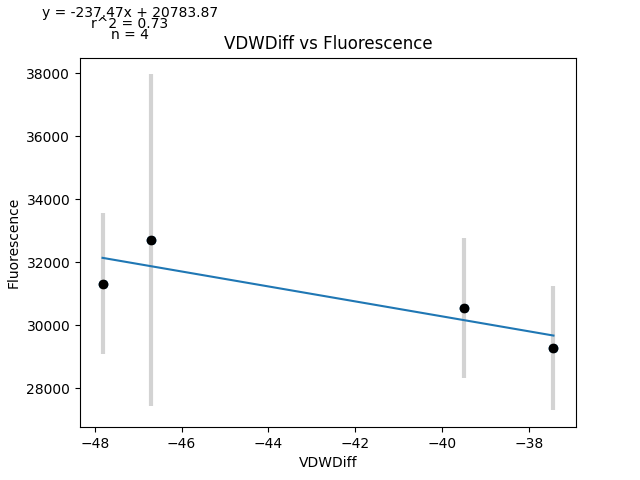 y = -237.47x + 20783.87
r^2 = 0.73
n = 4
VDWDiff vs Fluorescence
38000
36000
34000
32000
30000
28000
Fluorescence
−48
−46
−44
−42
−40
−38
VDWDiff